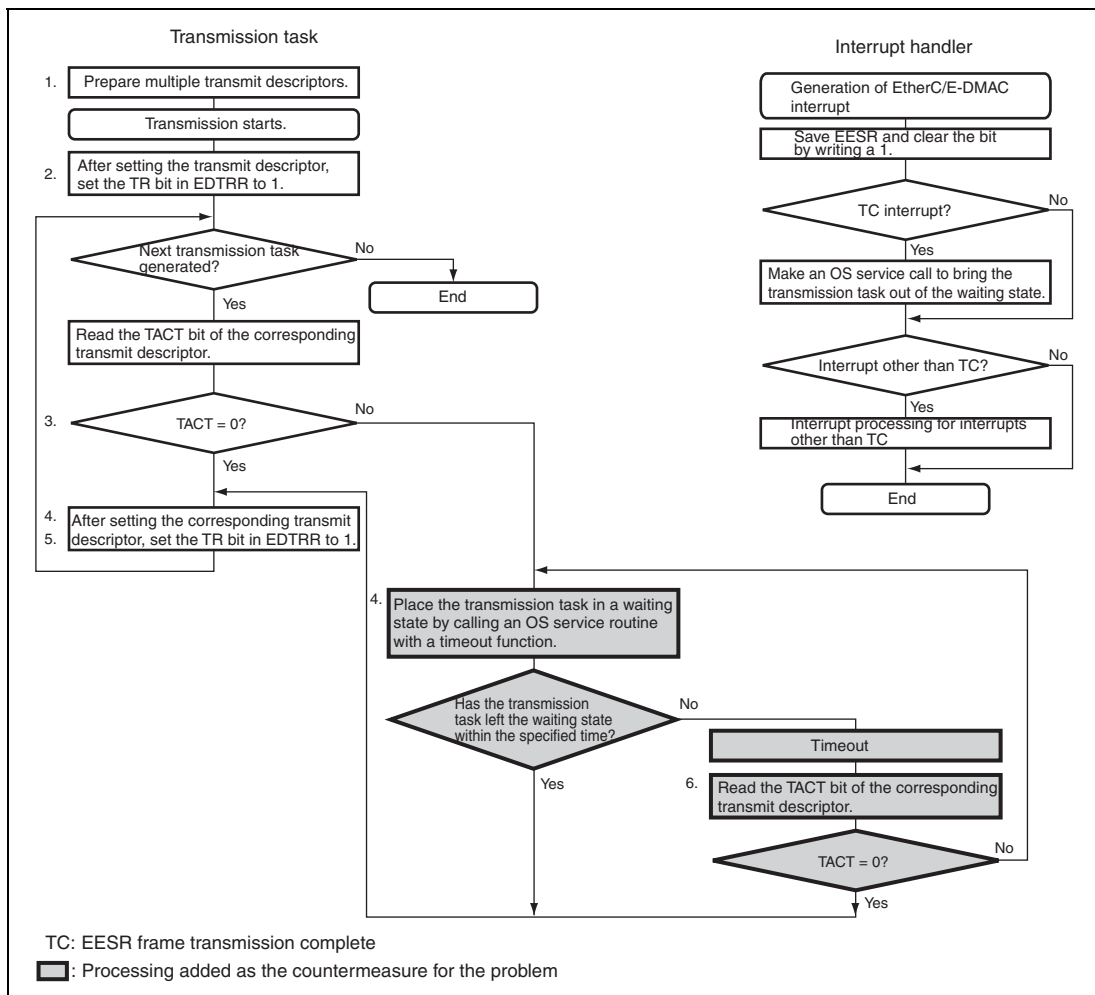 Transmission task
1.
Prepare multiple transmit descriptors.
Transmission starts.
2.
After setting the transmit descriptor,
set the TR bit in EDTRR to 1.
Next transmission task
generated?
No
End
Yes
Read the TACT bit of the corresponding
transmit descriptor.
3.
TACT = 0?
No
Yes
4.
5.
After setting the corresponding transmit
descriptor, set the TR bit in EDTRR to 1.
4.
Place the transmission task in a waiting
state by calling an OS service routine
with a timeout function.
Has the transmission
task left the waiting state
within the specified time?
No
Yes
Timeout
6.
Read the TACT bit of the corresponding
transmit descriptor.
TACT = 0?
No
Yes
Interrupt handler
Generation of EtherC/E-DMAC
interrupt
Save EESR and clear the bit
by writing a 1.
TC interrupt?
No
Yes
Make an OS service call to bring the
transmission task out of the waiting state.
Interrupt other than TC?
No
Yes
Interrupt processing for interrupts
other than TC
End
TC: EESR frame transmission complete
: Processing added as the countermeasure for the problem